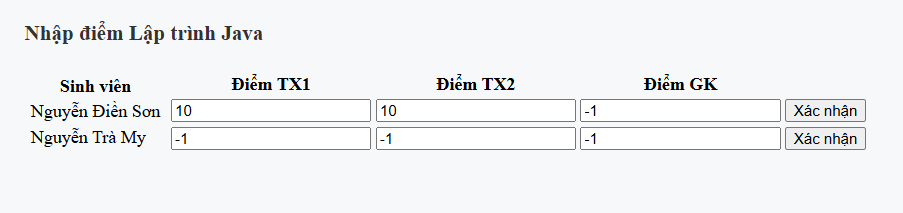 Nhập điểm Lập trình Java
Sinh viên Điểm TX1 Điểm TX2 Điểm GK
Nguyễn Điền Sơn 10 10 -1 Xác nhận
Nguyễn Trà My -1 -1 -1 Xác nhận